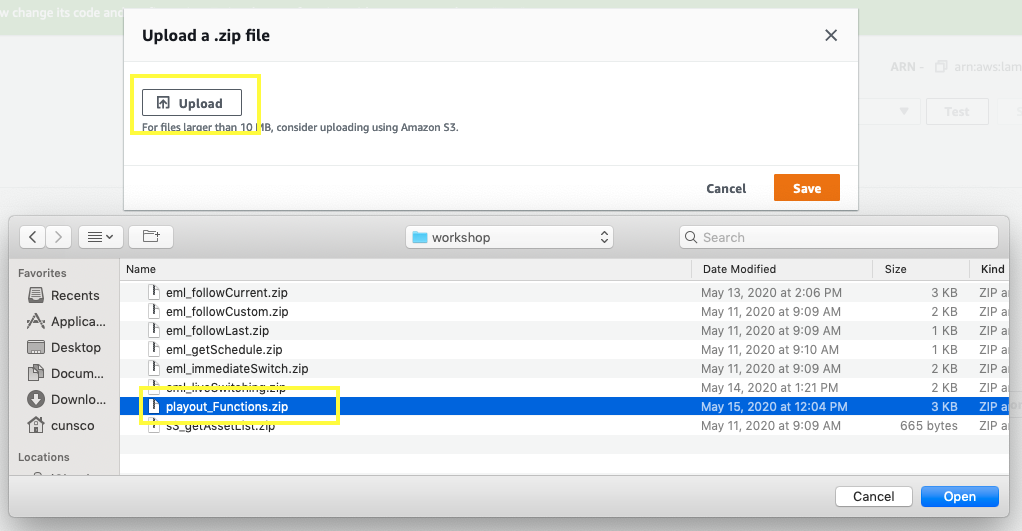 w change its code and
Upload a .zip file
ARN - arn:aws:lam
Upload
Test
For files larger than 10 MB, consider uploading using Amazon S3.
Cancel Save
workshop Search
Favorites Name Date Modified Size Kind
Recents eml_followCurrent.zip May 13, 2020 at 2:06 PM 3 KB ZIP ar
eml_followCustom.zip May 11, 2020 at 9:09 AM 2 KB ZIP ar
Applica... eml_followLast.zip May 11, 2020 at 9:09 AM 1 KB ZIP ar
Desktop eml_getSchedule.zip May 11, 2020 at 9:10 AM 1 KB ZIP ar
Docum... eml_immediateSwitch.zip May 11, 2020 at 9:09 AM 2 KB ZIP ar
Downlo... eml_liveSwitching.zip May 14, 2020 at 1:21 PM 2 KB ZIP ar
playout_Functions.zip May 15, 2020 at 12:04 PM 3 KB ZIP ar
cunsco s3_getAssetList.zip May 11, 2020 at 9:09 AM 665 bytes ZIP ar
Locations
Cancel Open